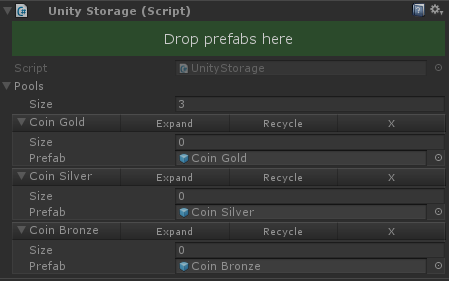 Unity Storage (Script)
Drop prefabs here
Script UnityStorage
Pools
Size 3
Coin Gold Expand Recycle X
Size 0
Prefab Coin Gold
Coin Silver Expand Recycle X
Size 0
Prefab Coin Silver
Coin Bronze Expand Recycle X
Size 0
Prefab Coin Bronze